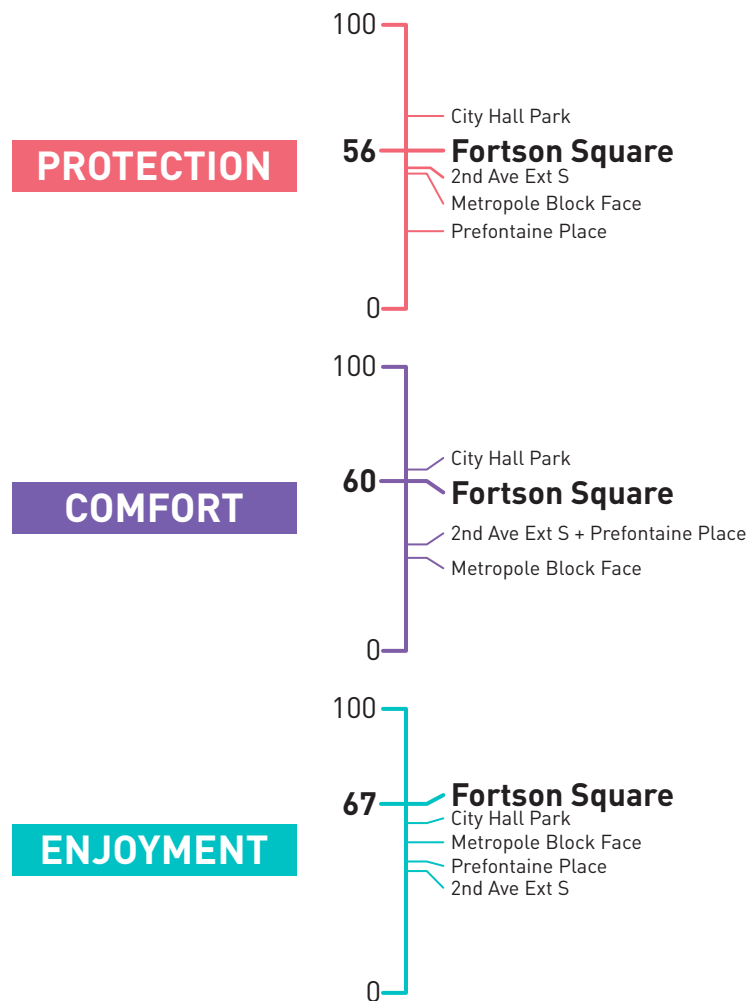 100
City Hall Park
PROTECTION
56
Fortson Square
2nd Ave Ext S
Metropole Block Face
Prefontaine Place
0
100
City Hall Park
COMFORT
60
Fortson Square
2nd Ave Ext S + Prefontaine Place
Metropole Block Face
0
100
67
Fortson Square
City Hall Park
ENJOYMENT
Metropole Block Face
Prefontaine Place
2nd Ave Ext S
0